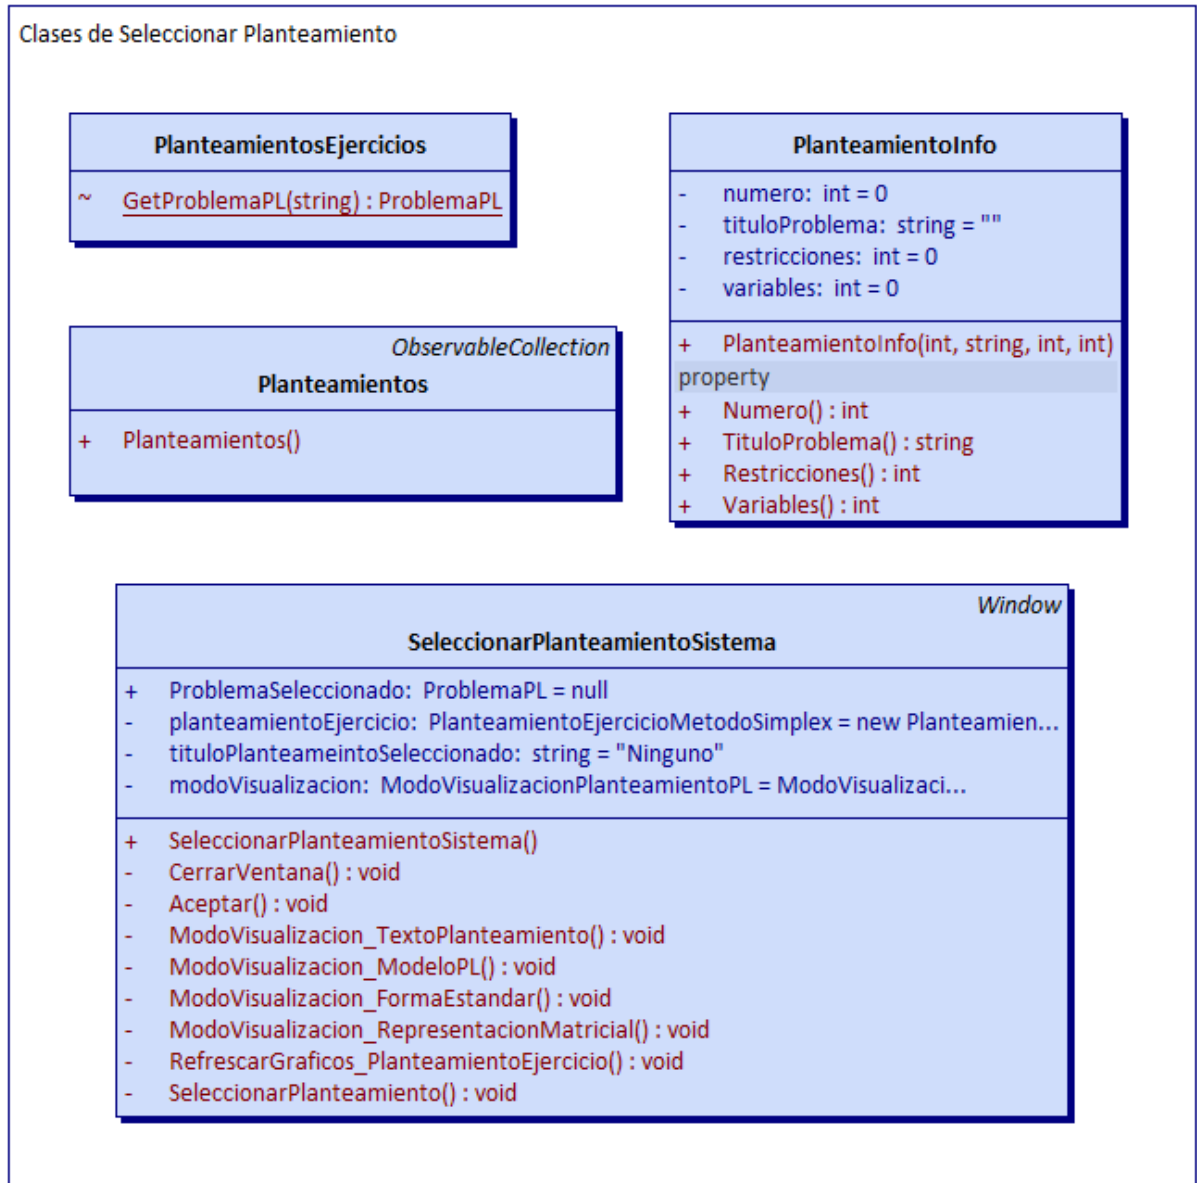 Clases de Seleccionar Planteamiento
PlanteamientosEjercicios
~ GetProblemaPL(string) : ProblemaPL
PlanteamientoInfo
- numero: int = 0
- tituloProblema: string = ""
- restricciones: int = 0
- variables: int = 0
+ PlanteamientoInfo(int, string, int, int)
property
+ Numero() : int
+ TituloProblema() : string
+ Restricciones() : int
+ Variables() : int
ObservableCollection
Planteamientos
+ Planteamientos()
Window
SeleccionarPlanteamientoSistema
+ ProblemaSeleccionado: ProblemaPL = null
- planteamientoEjercicio: PlanteamientoEjercicioMetodoSimplex = new Planteamien...
- tituloPlanteameintoSeleccionado: string = "Ninguno"
- modoVisualizacion: ModoVisualizacionPlanteamientoPL = ModoVisualizaci...
+ SeleccionarPlanteamientoSistema()
- CerrarVentana() : void
- Aceptar() : void
- ModoVisualizacion_TextoPlanteamiento() : void
- ModoVisualizacion_ModeloPL() : void
- ModoVisualizacion_FormaEstandar() : void
- ModoVisualizacion_RepresentacionMatricial() : void
- RefrescarGraficos_PlanteamientoEjercicio() : void
- SeleccionarPlanteamiento() : void